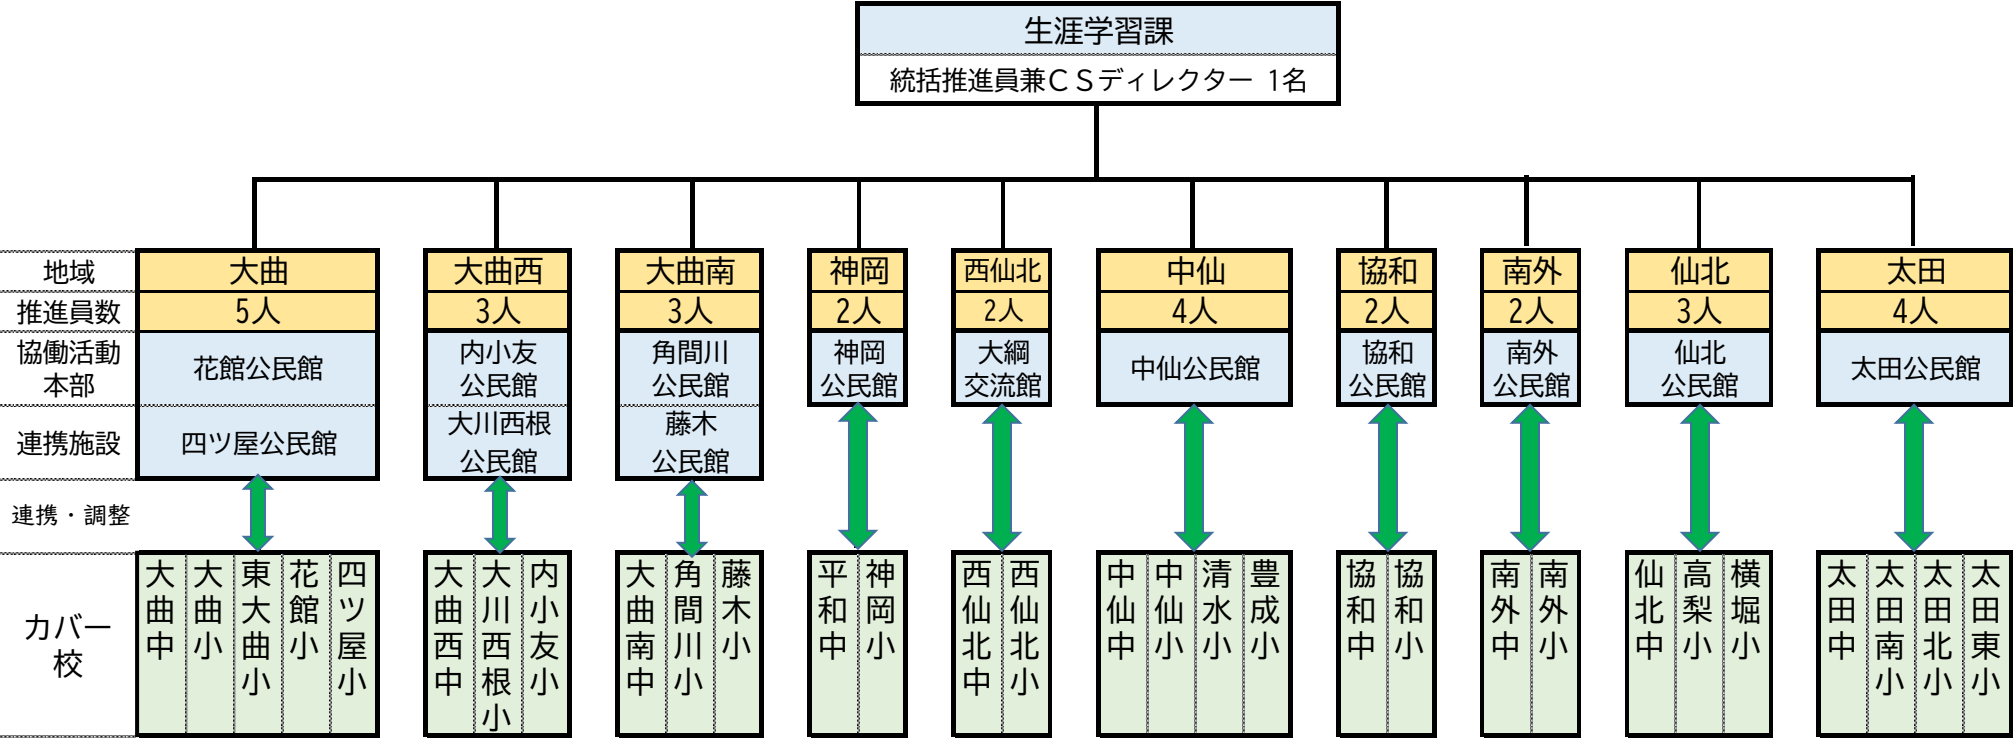 生涯学習課
統括推進員兼ＣＳディレクター 1名
地域 大曲 大曲西 大曲南 神岡 西仙北 中仙 協和 南外 仙北 太田
推進員数 5人 3人 3人 2人 2人 4人 2人 2人 3人 4人
協働活動
本部
花館公民館
内小友
公民館
角間川
公民館
神岡
公民館
大綱
交流館
中仙公民館
協和
公民館
南外
公民館
仙北
公民館
太田公民館
連携施設
四ツ屋公民館
大川西根
公民館
藤木
公民館
連携・調整
カバー
校
大曲中
大曲小
東大曲小
花館小
四ツ屋小
大曲西中
大川西根小
内小友小
大曲南中
角間川小
藤木小
平和中
神岡小
西仙北中
西仙北小
中仙中
中仙小
清水小
豊成小
協和中
協和小
南外中
南外小
仙北中
高梨小
横堀小
太田中
太田南小
太田北小
太田東小